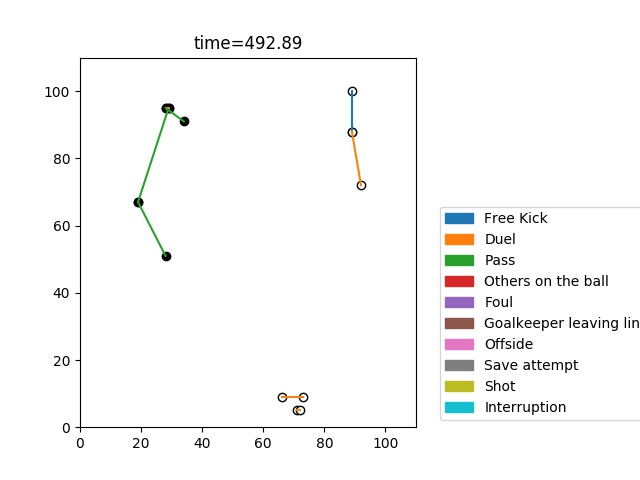 time=492.89
100
80
60
40
20
0
0 20 40 60 80 100
Free Kick
Duel
Pass
Others on the ball
Foul
Goalkeeper leaving lin
Offside
Save attempt
Shot
Interruption